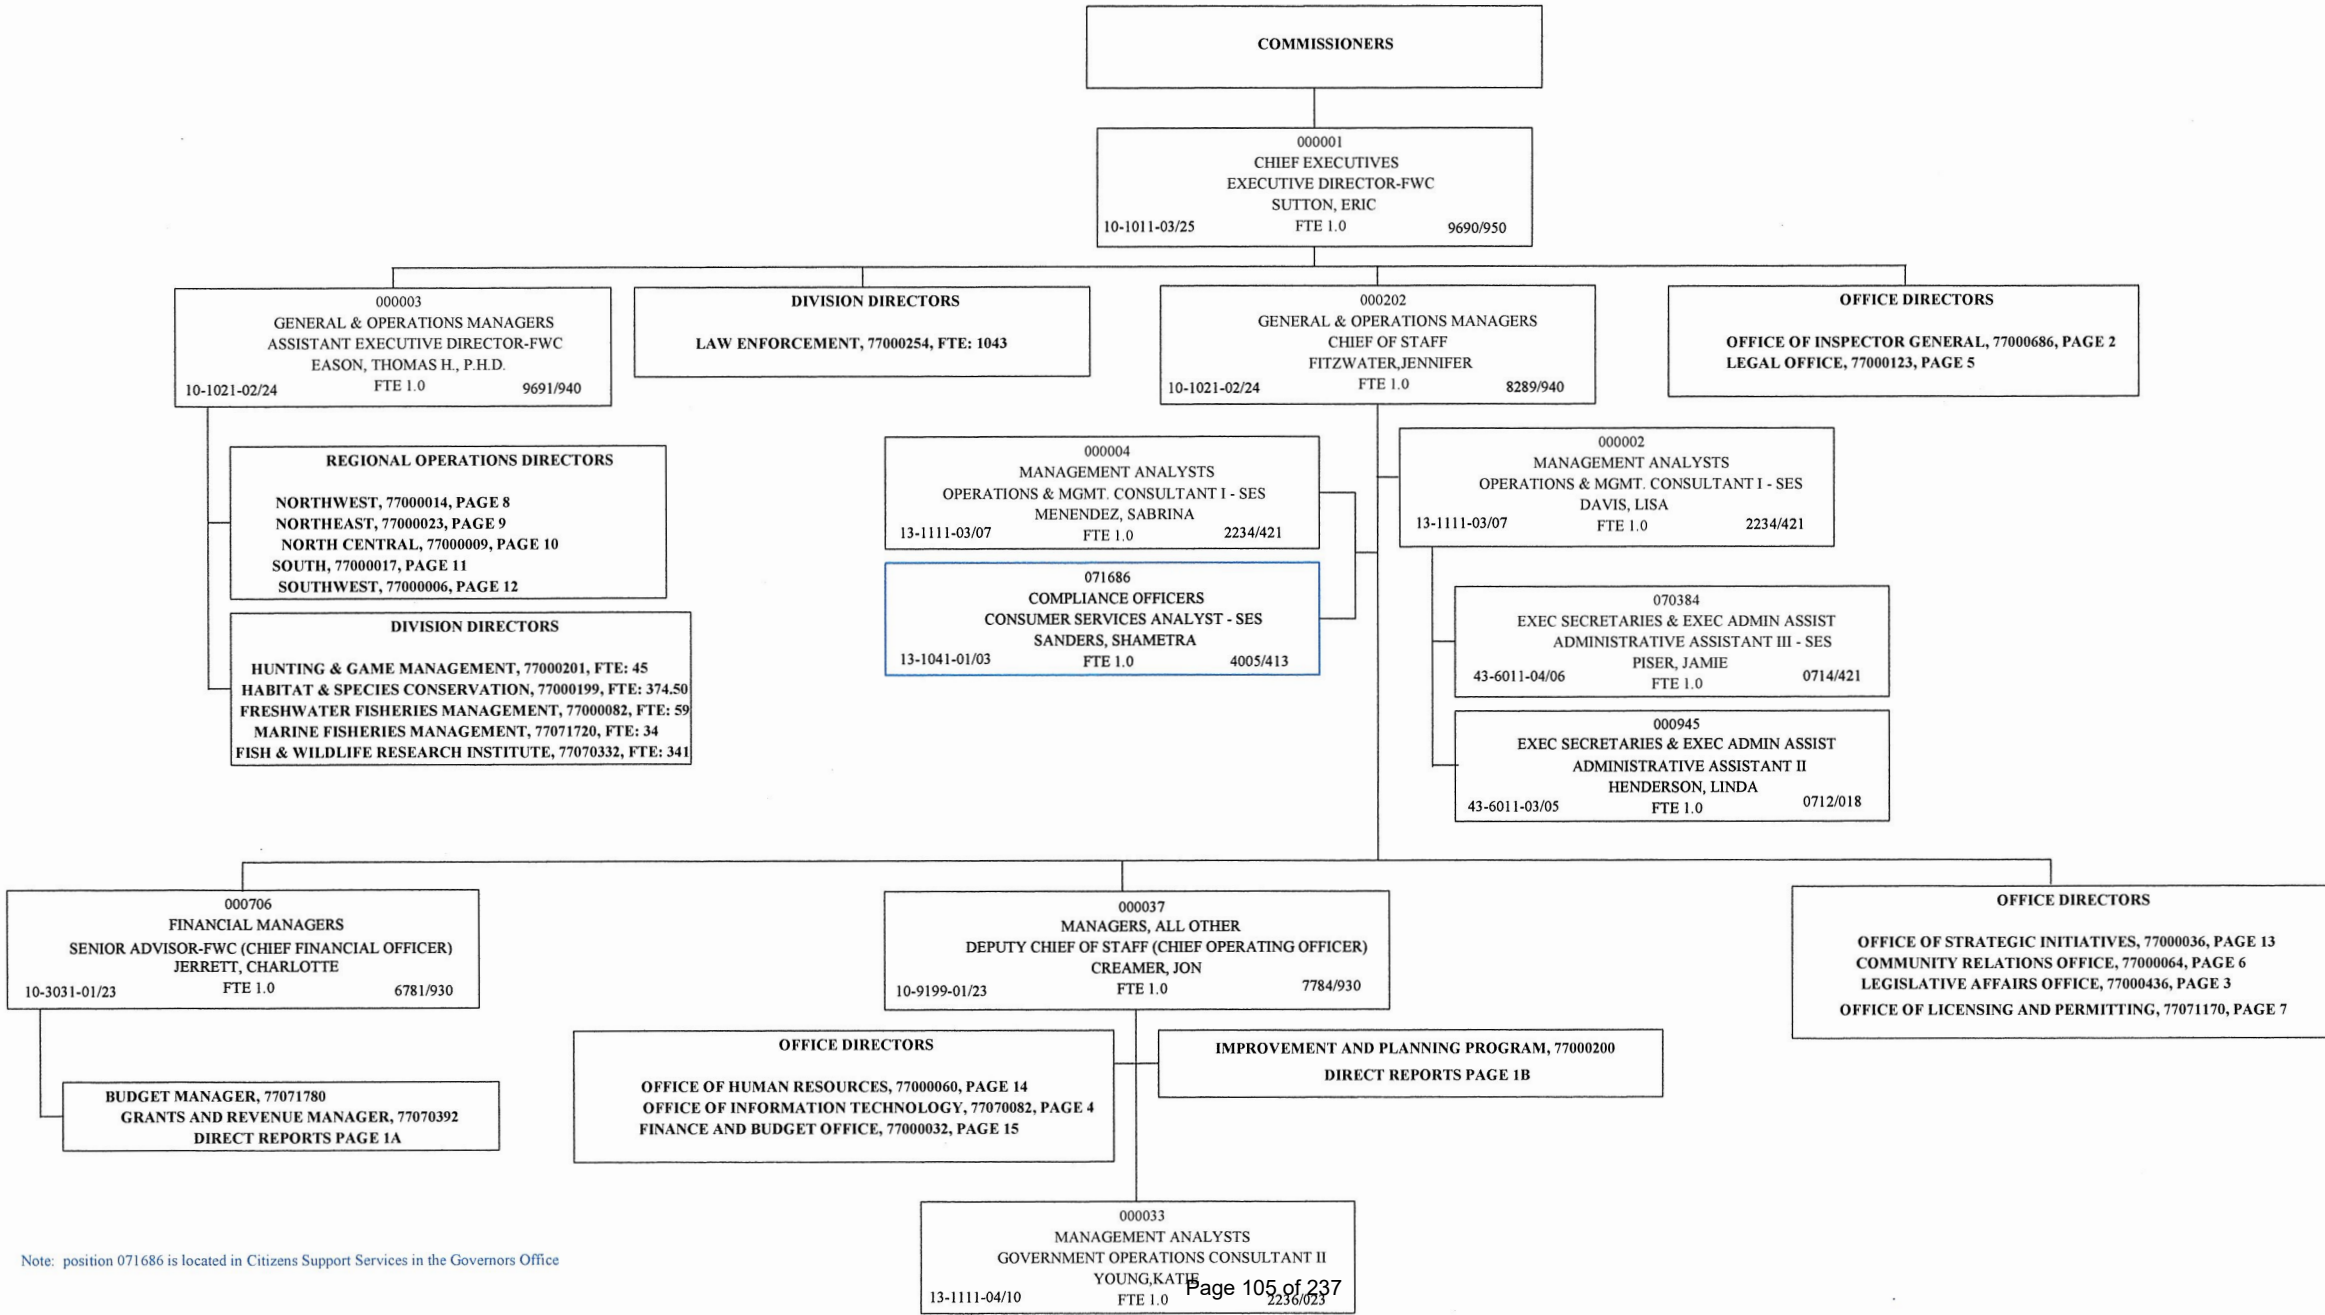 COMMISSIONERS
000001
CHIEF EXECUTIVES
EXECUTIVE DIRECTOR-FWC
SUTTON, ERIC
10-1011-03/25 FTE 1.0 9690/950
000003
GENERAL & OPERATIONS MANAGERS
ASSISTANT EXECUTIVE DIRECTOR-FWC
EASON, THOMAS H., P.H.D.
10-1021-02/24 FTE 1.0 9691/940
DIVISION DIRECTORS
LAW ENFORCEMENT, 77000254, FTE: 1043
000202
GENERAL & OPERATIONS MANAGERS
CHIEF OF STAFF
FITZWATER,JENNIFER
10-1021-02/24 FTE 1.0 8289/940
OFFICE DIRECTORS
OFFICE OF INSPECTOR GENERAL, 77000686, PAGE 2
LEGAL OFFICE, 77000123, PAGE 5
REGIONAL OPERATIONS DIRECTORS
NORTHWEST, 77000014, PAGE 8
NORTHEAST, 77000023, PAGE 9
NORTH CENTRAL, 77000009, PAGE 10
SOUTH, 77000017, PAGE 11
SOUTHWEST, 77000006, PAGE 12
DIVISION DIRECTORS
HUNTING & GAME MANAGEMENT, 77000201, FTE: 45
HABITAT & SPECIES CONSERVATION, 77000199, FTE: 374.50
FRESHWATER FISHERIES MANAGEMENT, 77000082, FTE: 59
MARINE FISHERIES MANAGEMENT, 77071720, FTE: 34
FISH & WILDLIFE RESEARCH INSTITUTE, 77070332, FTE: 341
000004
MANAGEMENT ANALYSTS
OPERATIONS & MGMT. CONSULTANT I - SES
MENENDEZ, SABRINA
13-1111-03/07 FTE 1.0 2234/421
071686
COMPLIANCE OFFICERS
CONSUMER SERVICES ANALYST - SES
SANDERS, SHAMETRA
13-1041-01/03 FTE 1.0 4005/413
000002
MANAGEMENT ANALYSTS
OPERATIONS & MGMT. CONSULTANT I - SES
DAVIS, LISA
13-1111-03/07 FTE 1.0 2234/421
070384
EXEC SECRETARIES & EXEC ADMIN ASSIST
ADMINISTRATIVE ASSISTANT III - SES
PISER, JAMIE
43-6011-04/06 FTE 1.0 0714/421
000945
EXEC SECRETARIES & EXEC ADMIN ASSIST
ADMINISTRATIVE ASSISTANT II
HENDERSON, LINDA
43-6011-03/05 FTE 1.0 0712/018
000706
FINANCIAL MANAGERS
SENIOR ADVISOR-FWC (CHIEF FINANCIAL OFFICER)
JERRETT, CHARLOTTE
10-3031-01/23 FTE 1.0 6781/930
BUDGET MANAGER, 77071780
GRANTS AND REVENUE MANAGER, 77070392
DIRECT REPORTS PAGE 1A
000037
MANAGERS, ALL OTHER
DEPUTY CHIEF OF STAFF (CHIEF OPERATING OFFICER)
CREAMER, JON
10-9199-01/23 FTE 1.0 7784/930
OFFICE DIRECTORS
OFFICE OF HUMAN RESOURCES, 77000060, PAGE 14
OFFICE OF INFORMATION TECHNOLOGY, 77070082, PAGE 4
FINANCE AND BUDGET OFFICE, 77000032, PAGE 15
IMPROVEMENT AND PLANNING PROGRAM, 77000200
DIRECT REPORTS PAGE 1B
OFFICE DIRECTORS
OFFICE OF STRATEGIC INITIATIVES, 77000036, PAGE 13
COMMUNITY RELATIONS OFFICE, 77000064, PAGE 6
LEGISLATIVE AFFAIRS OFFICE, 77000436, PAGE 3
OFFICE OF LICENSING AND PERMITTING, 77071170, PAGE 7
000033
MANAGEMENT ANALYSTS
GOVERNMENT OPERATIONS CONSULTANT II
YOUNG,KATIE
13-1111-04/10 FTE 1.0 2236/023
Note: position 071686 is located in Citizens Support Services in the Governors Office
Page 105 of 237